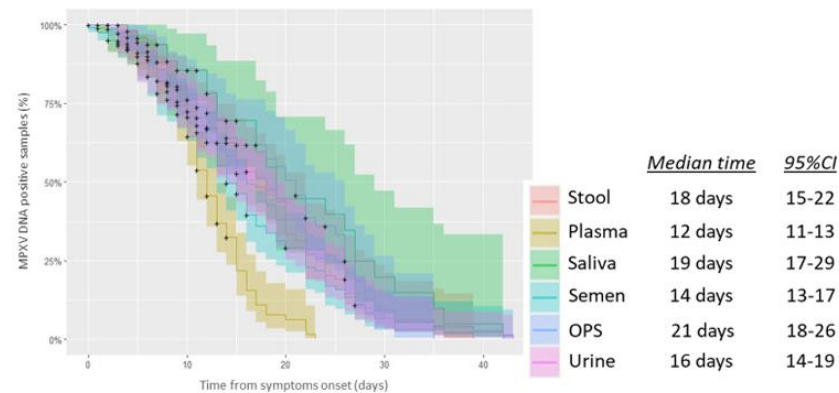 100%
75%
50%
25%
0%
MPXV DNA positive samples (%)
0 10 20 30 40
Time from symptoms onset (days)
Median time 95%CI
Stool 18 days 15-22
Plasma 12 days 11-13
Saliva 19 days 17-29
Semen 14 days 13-17
OPS 21 days 18-26
Urine 16 days 14-19